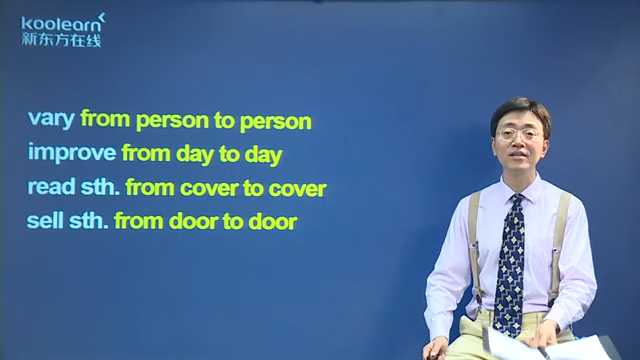 koolearn
新东方在线
vary from person to person
improve from day to day
read sth. from cover to cover
sell sth. from door to door